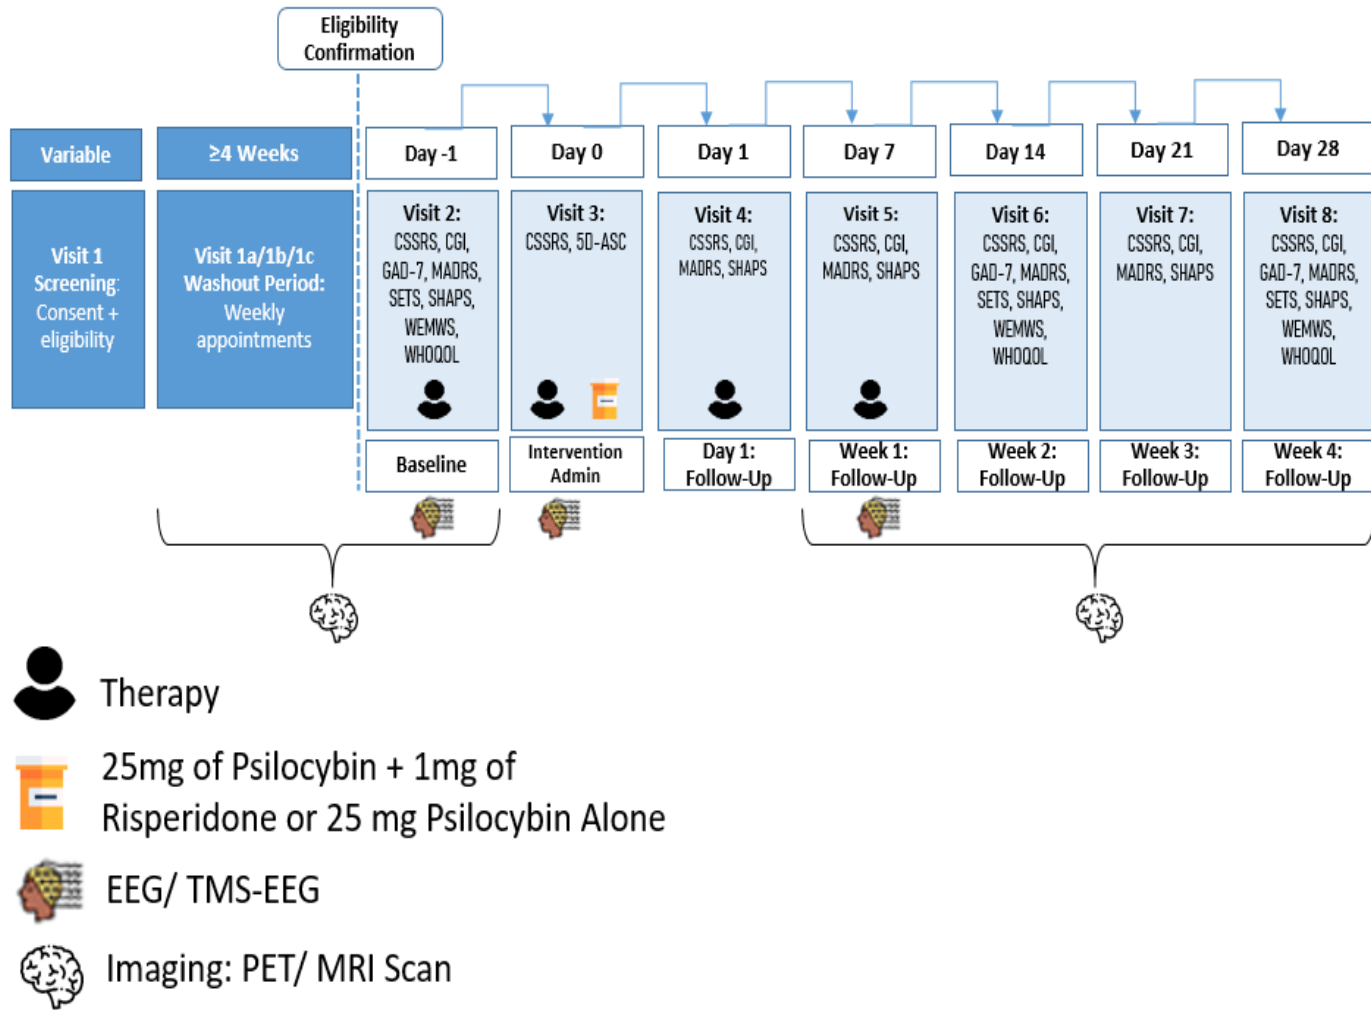 Eligibility
Confirmation
Variable
≥4 Weeks
Day -1
Day 0
Day 1
Day 7
Day 14
Day 21
Day 28
Visit 1
Screening:
Consent +
eligibility
Visit 1a/1b/1c
Washout Period:
Weekly
appointments
Visit 2:
CSSRS, CGI,
GAD-7, MADRS,
SETS, SHAPS,
WEMWS,
WHOQOL
Visit 3:
CSSRS, 5D-ASC
Visit 4:
CSSRS, CGI,
MADRS, SHAPS
Visit 5:
CSSRS, CGI,
MADRS, SHAPS
Visit 6:
CSSRS, CGI
GAD-7, MADRS,
SETS, SHAPS,
WEMWS,
WHOQOL
Visit 7:
CSSRS, CGI,
MADRS, SHAPS
Visit 8:
CSSRS, CGI,
GAD-7, MADRS,
SETS, SHAPS,
WEMWS,
WHOQOL
Baseline
Intervention
Admin
Day 1:
Follow-Up
Week 1:
Follow-Up
Week 2:
Follow-Up
Week 3:
Follow-Up
Week 4:
Follow-Up
Therapy
25mg of Psilocybin + 1mg of
Risperidone or 25 mg Psilocybin Alone
EEG/ TMS-EEG
Imaging: PET/ MRI Scan